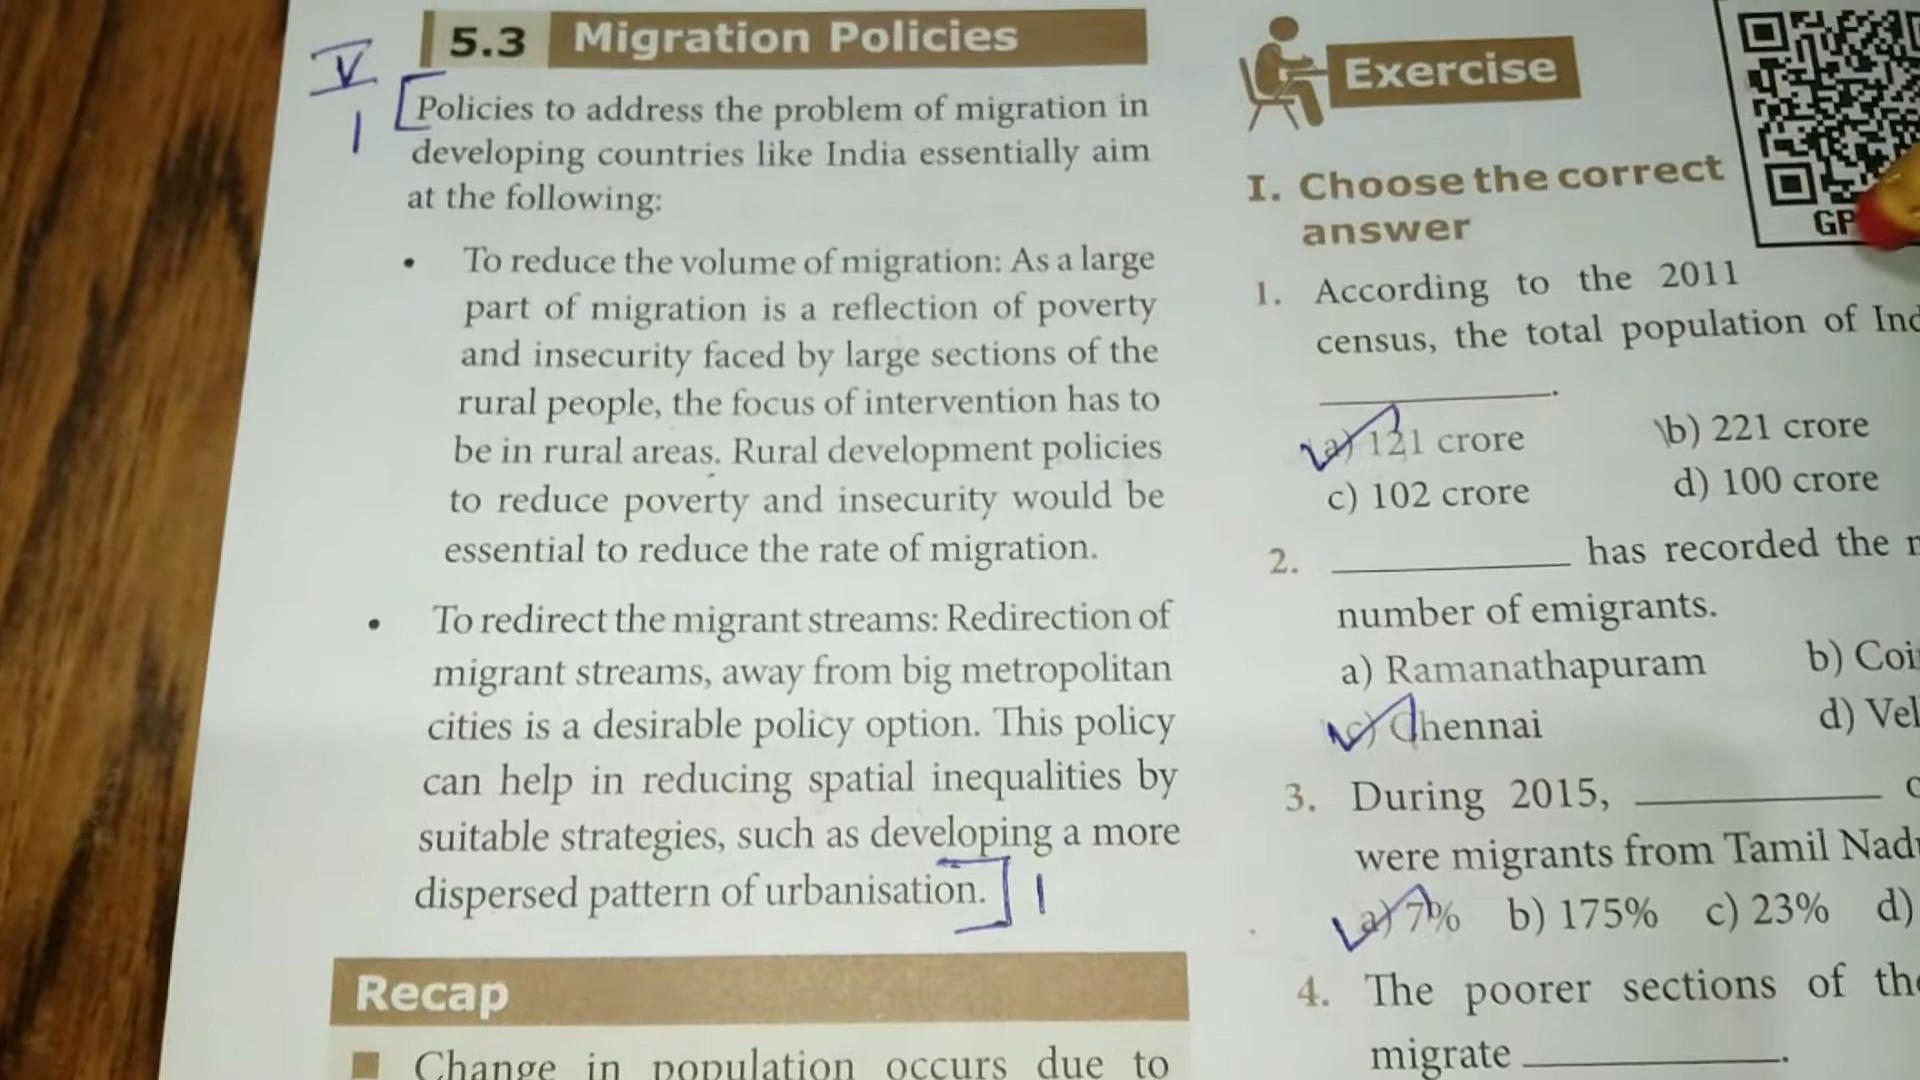 5.3 Migration Policies
V
1
Policies to address the problem of migration in
developing countries like India essentially aim
at the following:
• To reduce the volume of migration: As a large
part of migration is a reflection of poverty
and insecurity faced by large sections of the
rural people, the focus of intervention has to
be in rural areas. Rural development policies
to reduce poverty and insecurity would be
essential to reduce the rate of migration.
• To redirect the migrant streams: Redirection of
migrant streams, away from big metropolitan
cities is a desirable policy option. This policy
can help in reducing spatial inequalities by
suitable strategies, such as developing a more
dispersed pattern of urbanisation.
1
Recap
Change in population occurs due to
Exercise
I. Choose the correct
answer
1. According to the 2011
census, the total population of
.
a) 121 crore b) 221 crore
c) 102 crore d) 100 crore
2. has recorded the
number of emigrants.
a) Ramanathapuram b)
c) Chennai d)
3. During 2015,
were migrants from Tamil
a) 7% b) 175% c) 23% d)
4. The poorer sections of
migrate .